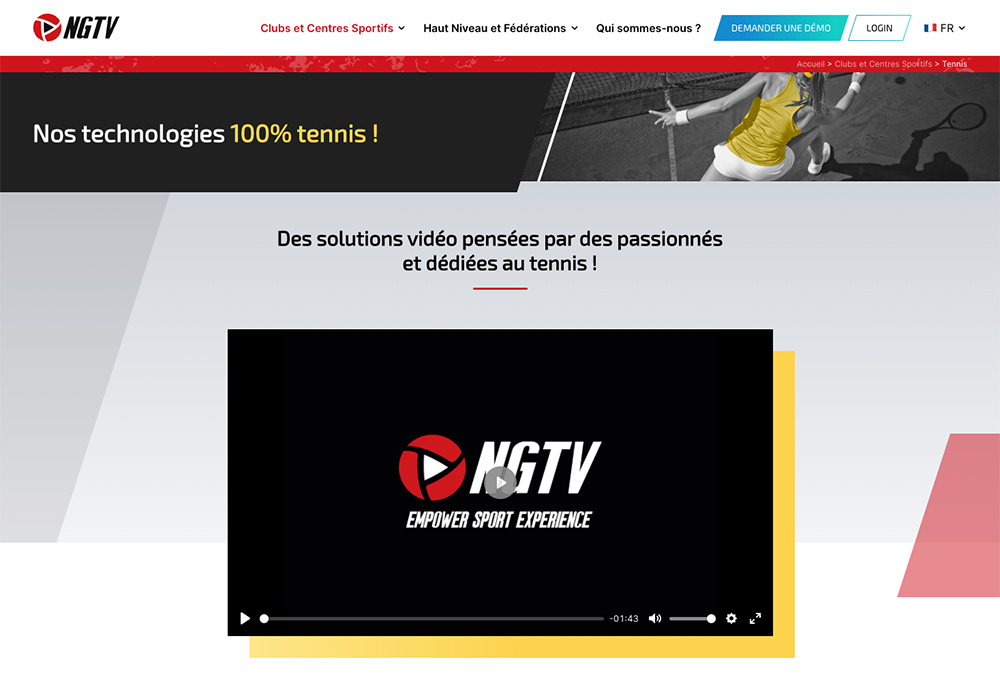 NGTV
Clubs et Centres Sportifs
Haut Niveau et Fédérations
Qui sommes-nous ?
DEMANDER UNE DÉMO
LOGIN
FR
Accueil > Clubs et Centres Sportifs > Tennis
Nos technologies 100% tennis !
Des solutions vidéo pensées par des passionnés
et dédiées au tennis !
NGTV
EMPOWER SPORT EXPERIENCE
-01:43